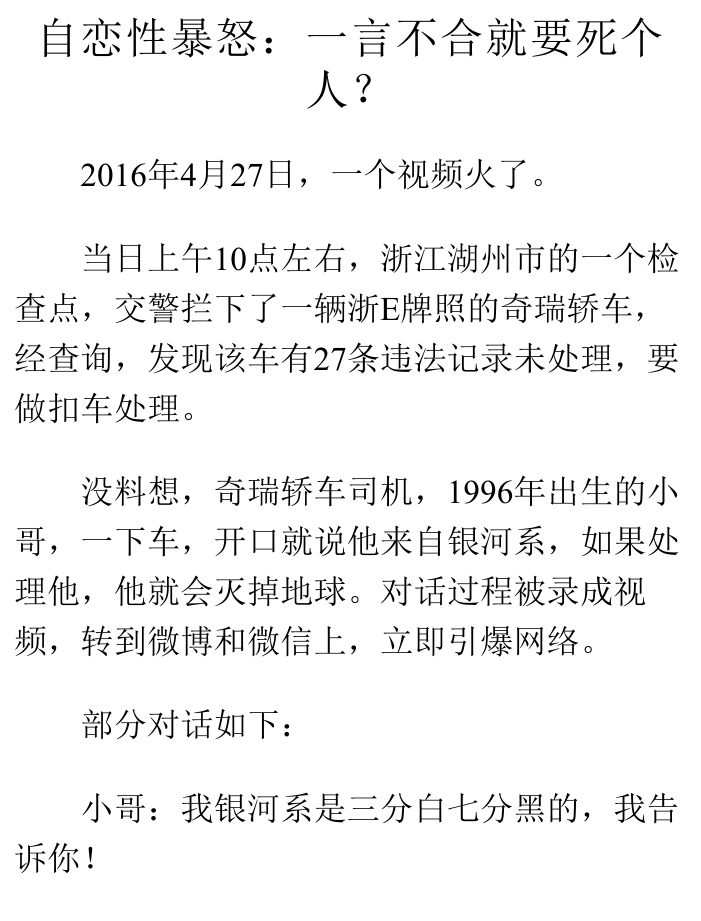 自恋性暴怒：一言不合就要死个
人？
2016年4月27日，一个视频火了。
当日上午10点左右，浙江湖州市的一个检
查点，交警拦下了一辆浙E牌照的奇瑞轿车，
经查询，发现该车有27条违法记录未处理，要
做扣车处理。
没料想，奇瑞轿车司机，1996年出生的小
哥，一下车，开口就说他来自银河系，如果处
理他，他就会灭掉地球。对话过程被录成视
频，转到微博和微信上，立即引爆网络。
部分对话如下：
小哥：我银河系是三分白七分黑的，我告
诉你！